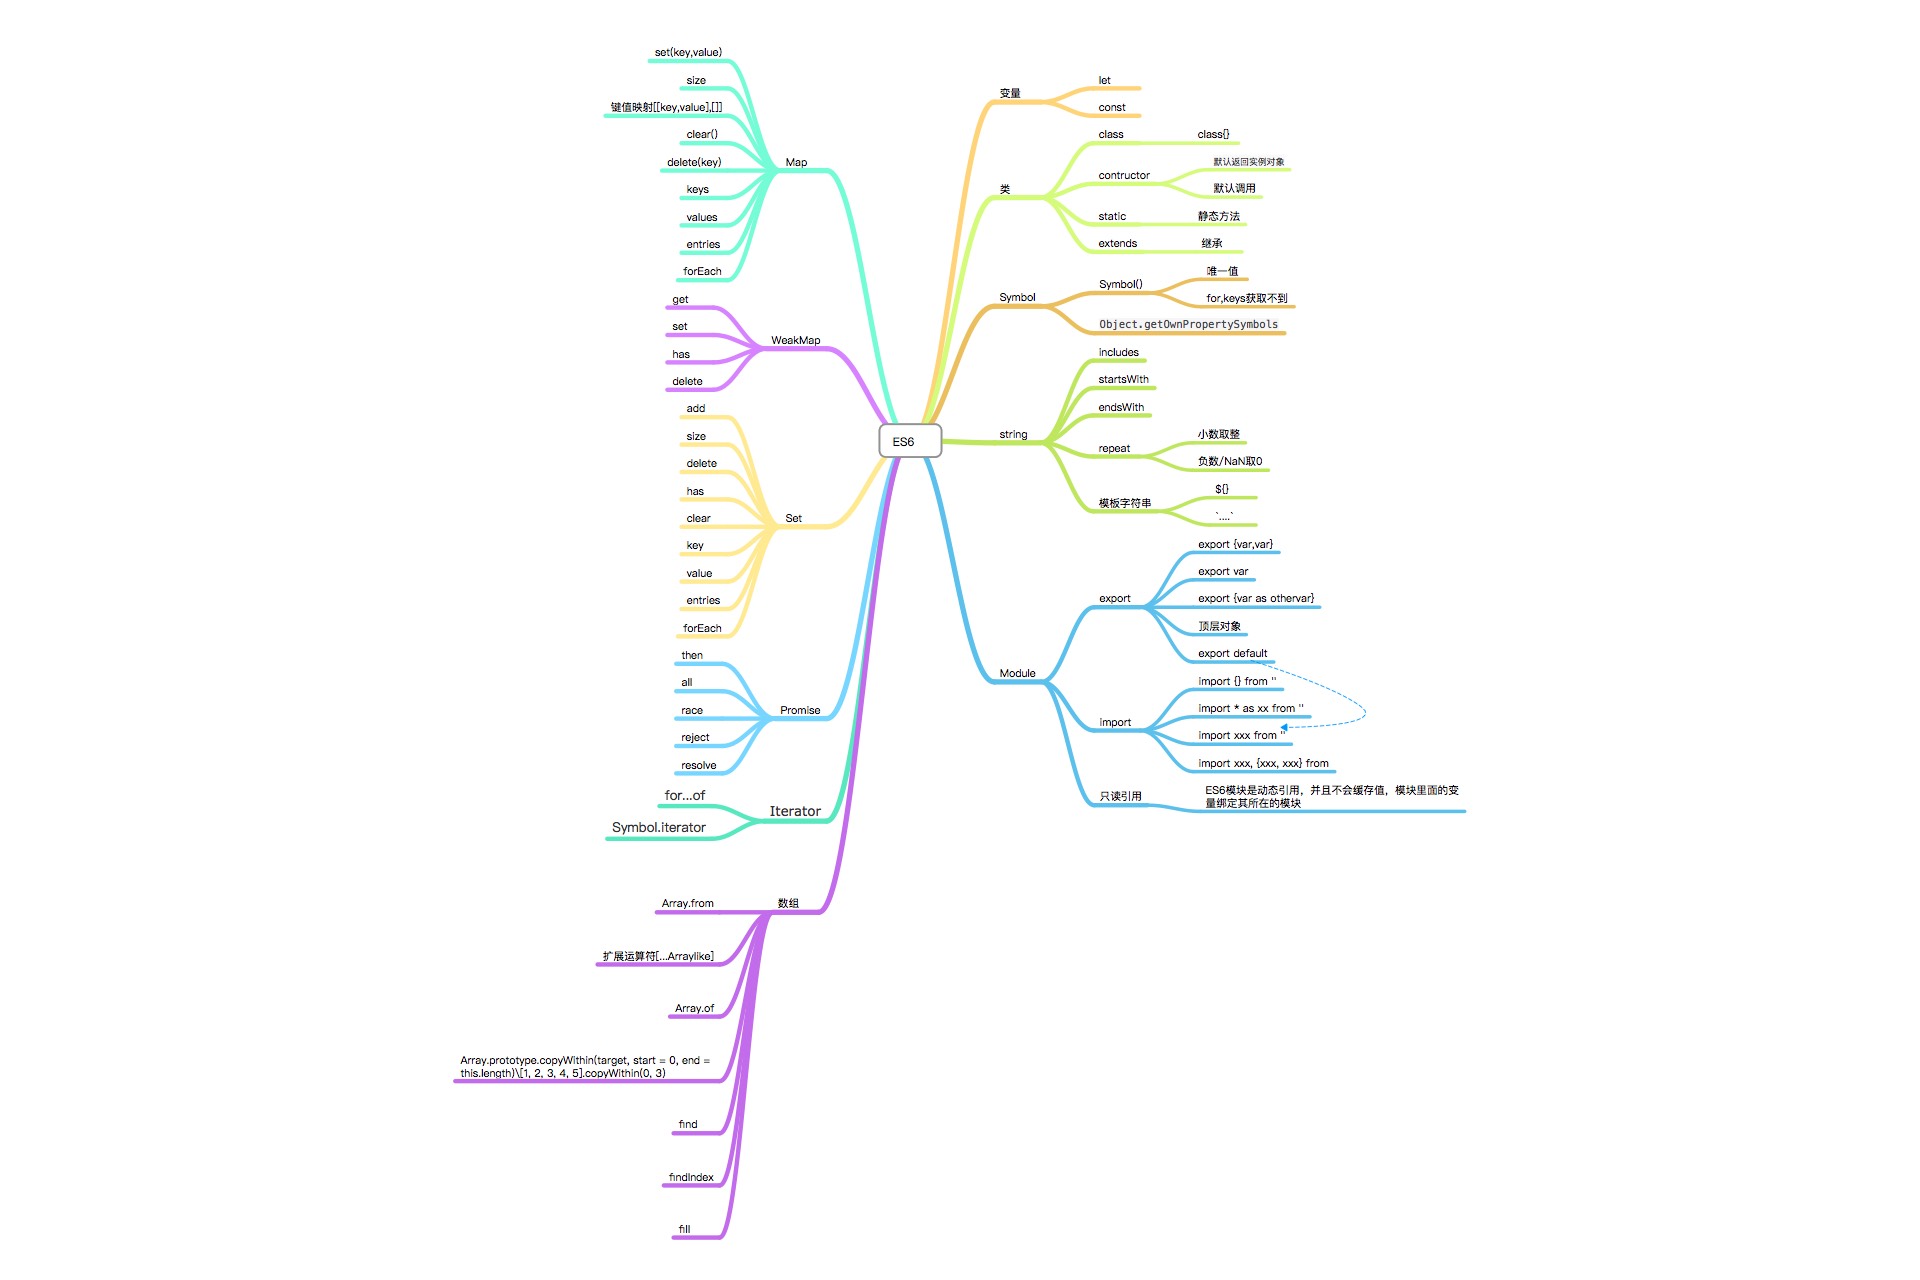 ES6
变量
let
const
类
class
class{}
contructor
默认返回实例对象
默认调用
static
静态方法
extends
继承
Symbol
Symbol()
唯一值
for,keys获取不到
Object.getOwnPropertySymbols
string
includes
startsWith
endsWith
repeat
小数取整
负数/NaN取0
模板字符串
${}
`....`
Module
export
export {var,var}
export var
export {var as othervar}
顶层对象
export default
import
import {} from ''
import * as xx from ''
import xxx from ''
import xxx, {xxx, xxx} from
只读引用
ES6模块是动态引用，并且不会缓存值，模块里面的变
量绑定其所在的模块
Map
set(key,value)
size
键值映射[[key,value],[]]
clear()
delete(key)
keys
values
entries
forEach
WeakMap
get
set
has
delete
Set
add
size
delete
has
clear
key
value
entries
forEach
Promise
then
all
race
reject
resolve
Iterator
for...of
Symbol.iterator
数组
Array.from
扩展运算符[...Arraylike]
Array.of
Array.prototype.copyWithin(target, start = 0, end =
this.length)\[1, 2, 3, 4, 5].copyWithin(0, 3)
find
findIndex
fill